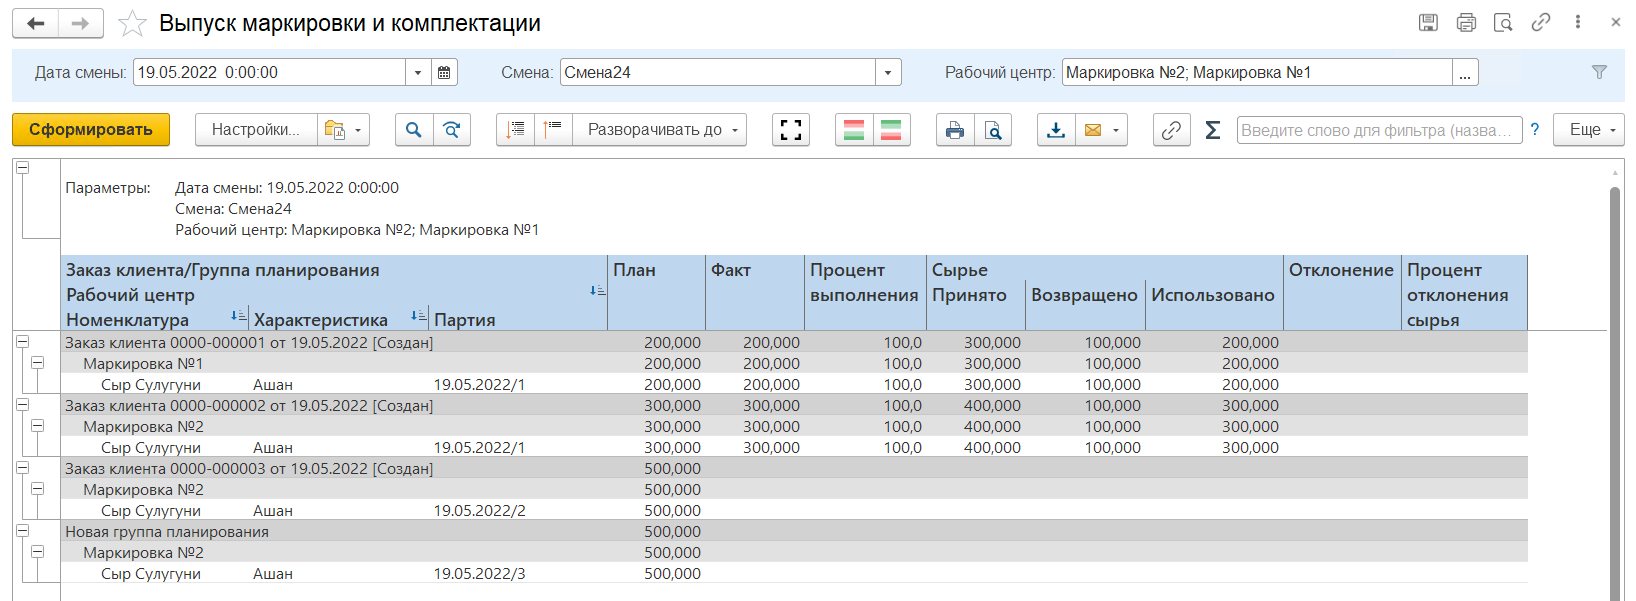 Выпуск маркировки и комплектации
Дата смены: 19.05.2022 0:00:00 Смена: Смена24 Рабочий центр: Маркировка №2; Маркировка №1 ...
Сформировать Настройки... Разворачивать до Σ Введите слово для фильтра (назва... ? Еще
Параметры: Дата смены: 19.05.2022 0:00:00
Смена: Смена24
Рабочий центр: Маркировка №2; Маркировка №1
Заказ клиента/Группа планирования План Факт Процент Сырье Отклонение Процент
Рабочий центр выполнения Принято Возвращено Использовано отклонения
Номенклатура Характеристика Партия сырья
Заказ клиента 0000-000001 от 19.05.2022 [Создан] 200,000 200,000 100,0 300,000 100,000 200,000
Маркировка №1 200,000 200,000 100,0 300,000 100,000 200,000
Сыр Сулугуни Ашан 19.05.2022/1 200,000 200,000 100,0 300,000 100,000 200,000
Заказ клиента 0000-000002 от 19.05.2022 [Создан] 300,000 300,000 100,0 400,000 100,000 300,000
Маркировка №2 300,000 300,000 100,0 400,000 100,000 300,000
Сыр Сулугуни Ашан 19.05.2022/1 300,000 300,000 100,0 400,000 100,000 300,000
Заказ клиента 0000-000003 от 19.05.2022 [Создан] 500,000
Маркировка №2 500,000
Сыр Сулугуни Ашан 19.05.2022/2 500,000
Новая группа планирования 500,000
Маркировка №2 500,000
Сыр Сулугуни Ашан 19.05.2022/3 500,000